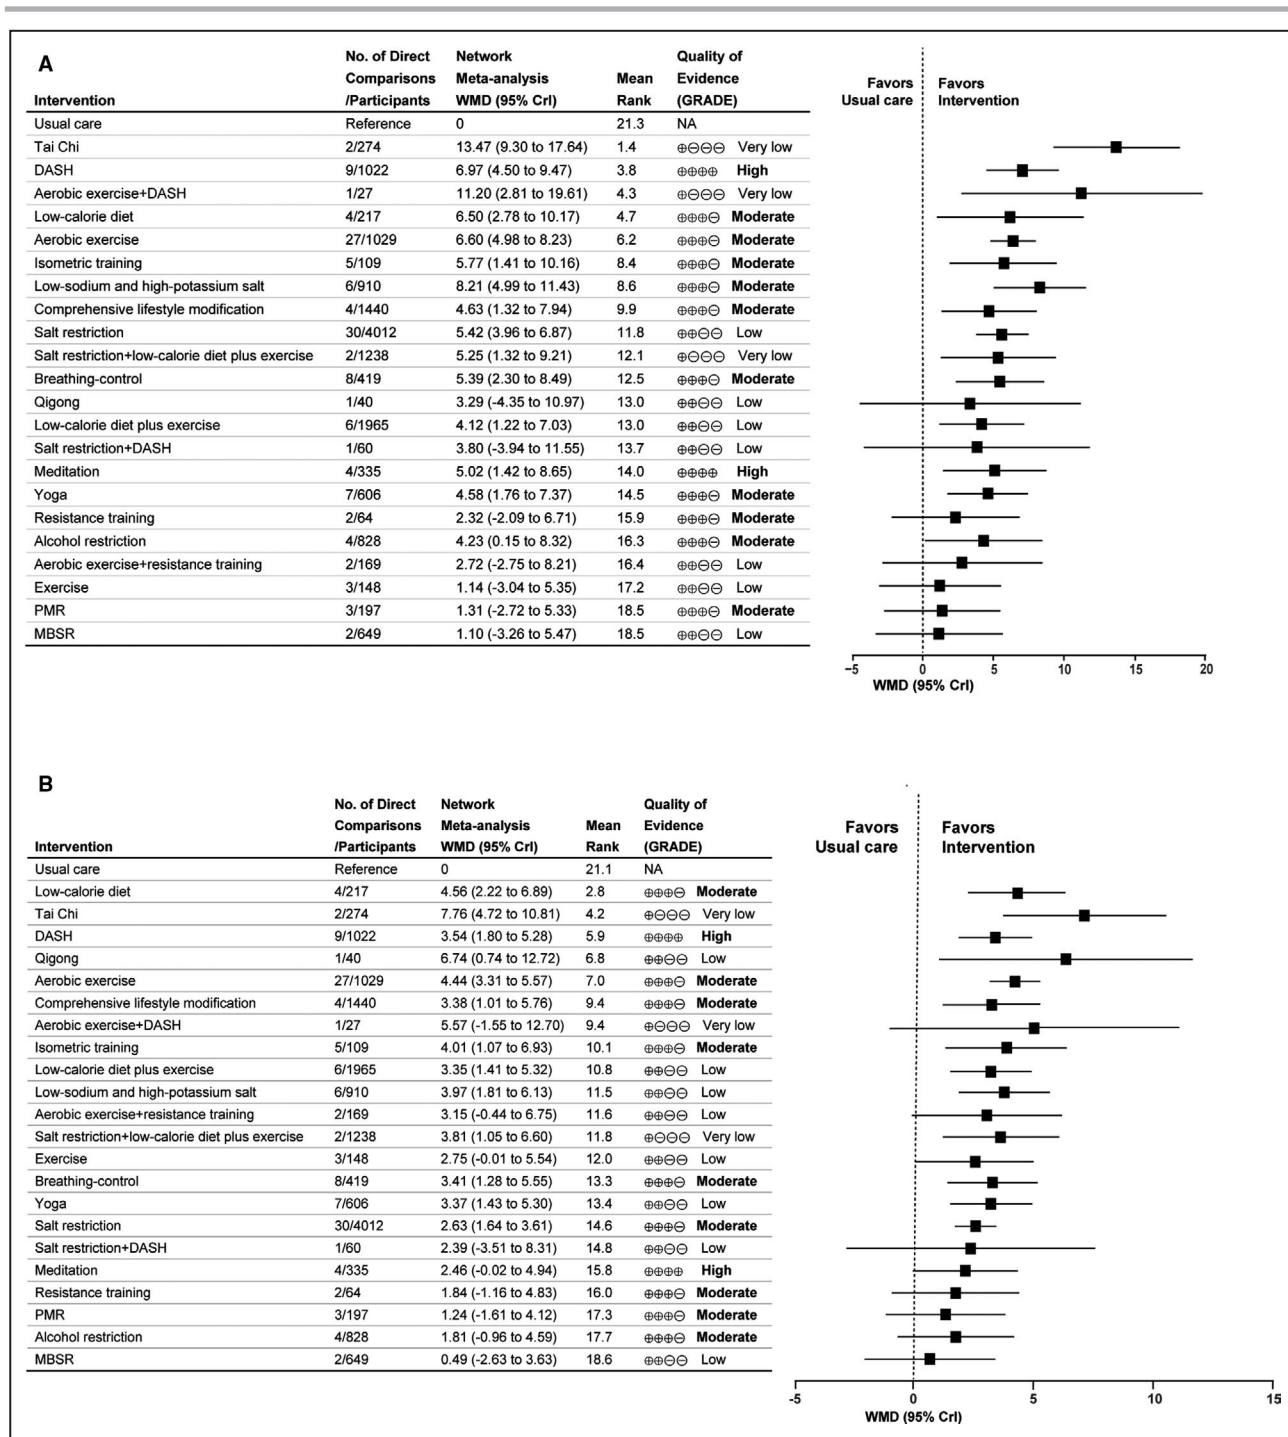 A
No. of Direct Network Quality of
Comparisons Meta-analysis Mean Evidence Favors Favors
Intervention /Participants WMD (95% CrI) Rank (GRADE) Usual care Intervention
Usual care Reference 0 21.3 NA
Tai Chi 2/274 13.47 (9.30 to 17.64) 1.4 ⊕⊖⊖⊖ Very low
DASH 9/1022 6.97 (4.50 to 9.47) 3.8 ⊕⊕⊕⊕ High
Aerobic exercise+DASH 1/27 11.20 (2.81 to 19.61) 4.3 ⊕⊖⊖⊖ Very low
Low-calorie diet 4/217 6.50 (2.78 to 10.17) 4.7 ⊕⊕⊕⊖ Moderate
Aerobic exercise 27/1029 6.60 (4.98 to 8.23) 6.2 ⊕⊕⊕⊖ Moderate
Isometric training 5/109 5.77 (1.41 to 10.16) 8.4 ⊕⊕⊕⊖ Moderate
Low-sodium and high-potassium salt 6/910 8.21 (4.99 to 11.43) 8.6 ⊕⊕⊕⊖ Moderate
Comprehensive lifestyle modification 4/1440 4.63 (1.32 to 7.94) 9.9 ⊕⊕⊕⊖ Moderate
Salt restriction 30/4012 5.42 (3.96 to 6.87) 11.8 ⊕⊕⊖⊖ Low
Salt restriction+low-calorie diet plus exercise 2/1238 5.25 (1.32 to 9.21) 12.1 ⊕⊖⊖⊖ Very low
Breathing-control 8/419 5.39 (2.30 to 8.49) 12.5 ⊕⊕⊕⊖ Moderate
Qigong 1/40 3.29 (-4.35 to 10.97) 13.0 ⊕⊕⊖⊖ Low
Low-calorie diet plus exercise 6/1965 4.12 (1.22 to 7.03) 13.0 ⊕⊕⊖⊖ Low
Salt restriction+DASH 1/60 3.80 (-3.94 to 11.55) 13.7 ⊕⊕⊖⊖ Low
Meditation 4/335 5.02 (1.42 to 8.65) 14.0 ⊕⊕⊕⊕ High
Yoga 7/606 4.58 (1.76 to 7.37) 14.5 ⊕⊕⊕⊖ Moderate
Resistance training 2/64 2.32 (-2.09 to 6.71) 15.9 ⊕⊕⊕⊖ Moderate
Alcohol restriction 4/828 4.23 (0.15 to 8.32) 16.3 ⊕⊕⊕⊖ Moderate
Aerobic exercise+resistance training 2/169 2.72 (-2.75 to 8.21) 16.4 ⊕⊕⊖⊖ Low
Exercise 3/148 1.14 (-3.04 to 5.35) 17.2 ⊕⊕⊖⊖ Low
PMR 3/197 1.31 (-2.72 to 5.33) 18.5 ⊕⊕⊕⊖ Moderate
MBSR 2/649 1.10 (-3.26 to 5.47) 18.5 ⊕⊕⊖⊖ Low
−5 0 5 10 15 20
WMD (95% CrI)
B
No. of Direct Network Quality of
Comparisons Meta-analysis Mean Evidence Favors Favors
Intervention /Participants WMD (95% CrI) Rank (GRADE) Usual care Intervention
Usual care Reference 0 21.1 NA
Low-calorie diet 4/217 4.56 (2.22 to 6.89) 2.8 ⊕⊕⊕⊖ Moderate
Tai Chi 2/274 7.76 (4.72 to 10.81) 4.2 ⊕⊖⊖⊖ Very low
DASH 9/1022 3.54 (1.80 to 5.28) 5.9 ⊕⊕⊕⊕ High
Qigong 1/40 6.74 (0.74 to 12.72) 6.8 ⊕⊕⊖⊖ Low
Aerobic exercise 27/1029 4.44 (3.31 to 5.57) 7.0 ⊕⊕⊕⊖ Moderate
Comprehensive lifestyle modification 4/1440 3.38 (1.01 to 5.76) 9.4 ⊕⊕⊕⊖ Moderate
Aerobic exercise+DASH 1/27 5.57 (-1.55 to 12.70) 9.4 ⊕⊖⊖⊖ Very low
Isometric training 5/109 4.01 (1.07 to 6.93) 10.1 ⊕⊕⊕⊖ Moderate
Low-calorie diet plus exercise 6/1965 3.35 (1.41 to 5.32) 10.8 ⊕⊕⊖⊖ Low
Low-sodium and high-potassium salt 6/910 3.97 (1.81 to 6.13) 11.5 ⊕⊕⊖⊖ Low
Aerobic exercise+resistance training 2/169 3.15 (-0.44 to 6.75) 11.6 ⊕⊕⊖⊖ Low
Salt restriction+low-calorie diet plus exercise 2/1238 3.81 (1.05 to 6.60) 11.8 ⊕⊖⊖⊖ Very low
Exercise 3/148 2.75 (-0.01 to 5.54) 12.0 ⊕⊕⊖⊖ Low
Breathing-control 8/419 3.41 (1.28 to 5.55) 13.3 ⊕⊕⊕⊖ Moderate
Yoga 7/606 3.37 (1.43 to 5.30) 13.4 ⊕⊕⊖⊖ Low
Salt restriction 30/4012 2.63 (1.64 to 3.61) 14.6 ⊕⊕⊕⊖ Moderate
Salt restriction+DASH 1/60 2.39 (-3.51 to 8.31) 14.8 ⊕⊕⊖⊖ Low
Meditation 4/335 2.46 (-0.02 to 4.94) 15.8 ⊕⊕⊕⊕ High
Resistance training 2/64 1.84 (-1.16 to 4.83) 16.0 ⊕⊕⊕⊖ Moderate
PMR 3/197 1.24 (-1.61 to 4.12) 17.3 ⊕⊕⊕⊖ Moderate
Alcohol restriction 4/828 1.81 (-0.96 to 4.59) 17.7 ⊕⊕⊕⊖ Moderate
MBSR 2/649 0.49 (-2.63 to 3.63) 18.6 ⊕⊕⊖⊖ Low
-5 0 5 10 15
WMD (95% CrI)